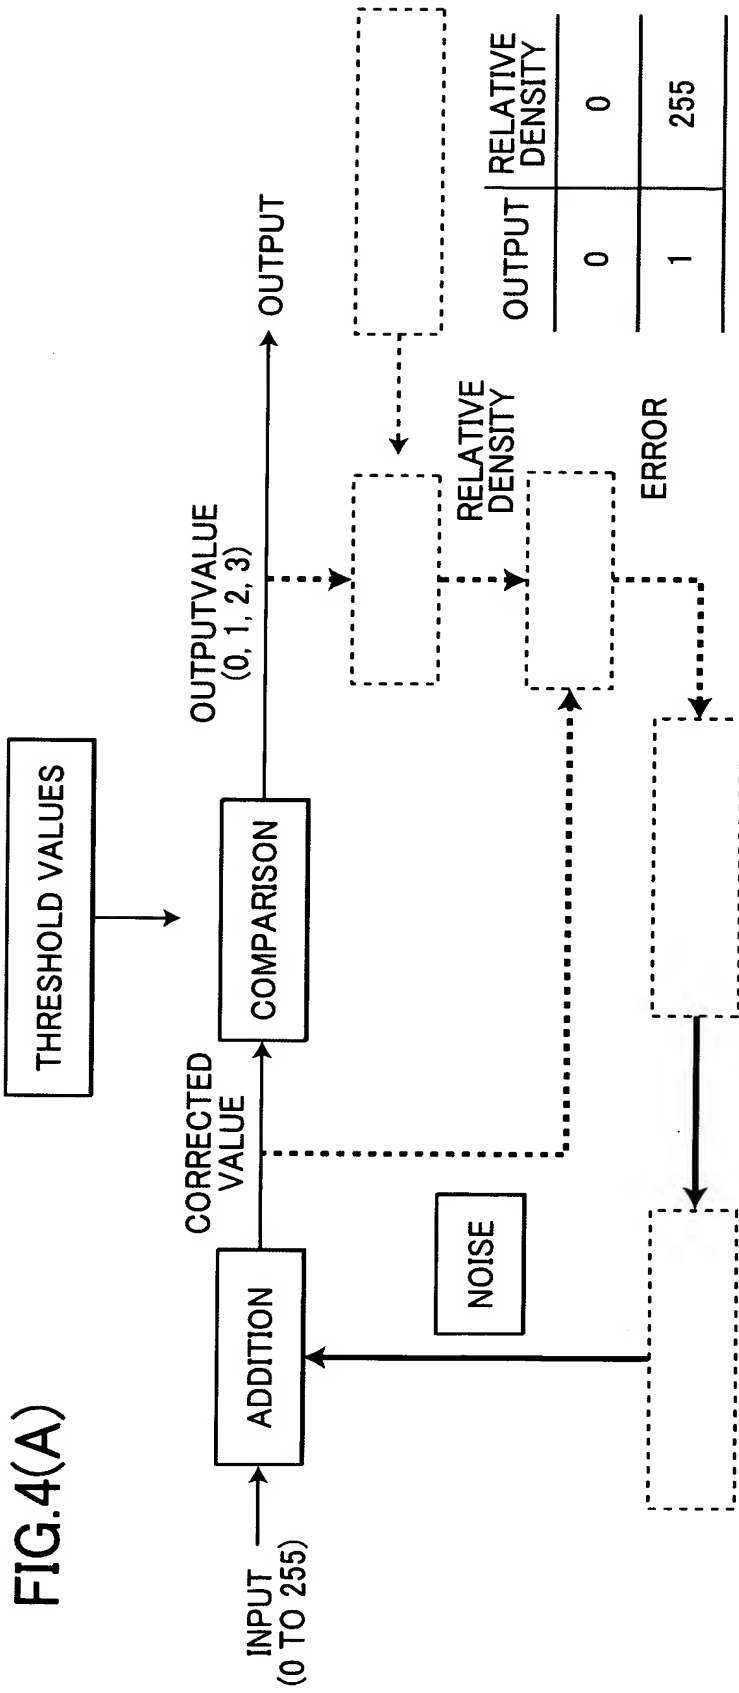 FIG.4(A)
THRESHOLD VALUES
INPUT
(0 TO 255)
ADDITION
CORRECTED
VALUE
COMPARISON
OUTPUTVALUE
(0, 1, 2, 3)
OUTPUT
NOISE
RELATIVE
DENSITY
ERROR
OUTPUT RELATIVE
DENSITY
0 0
1 255